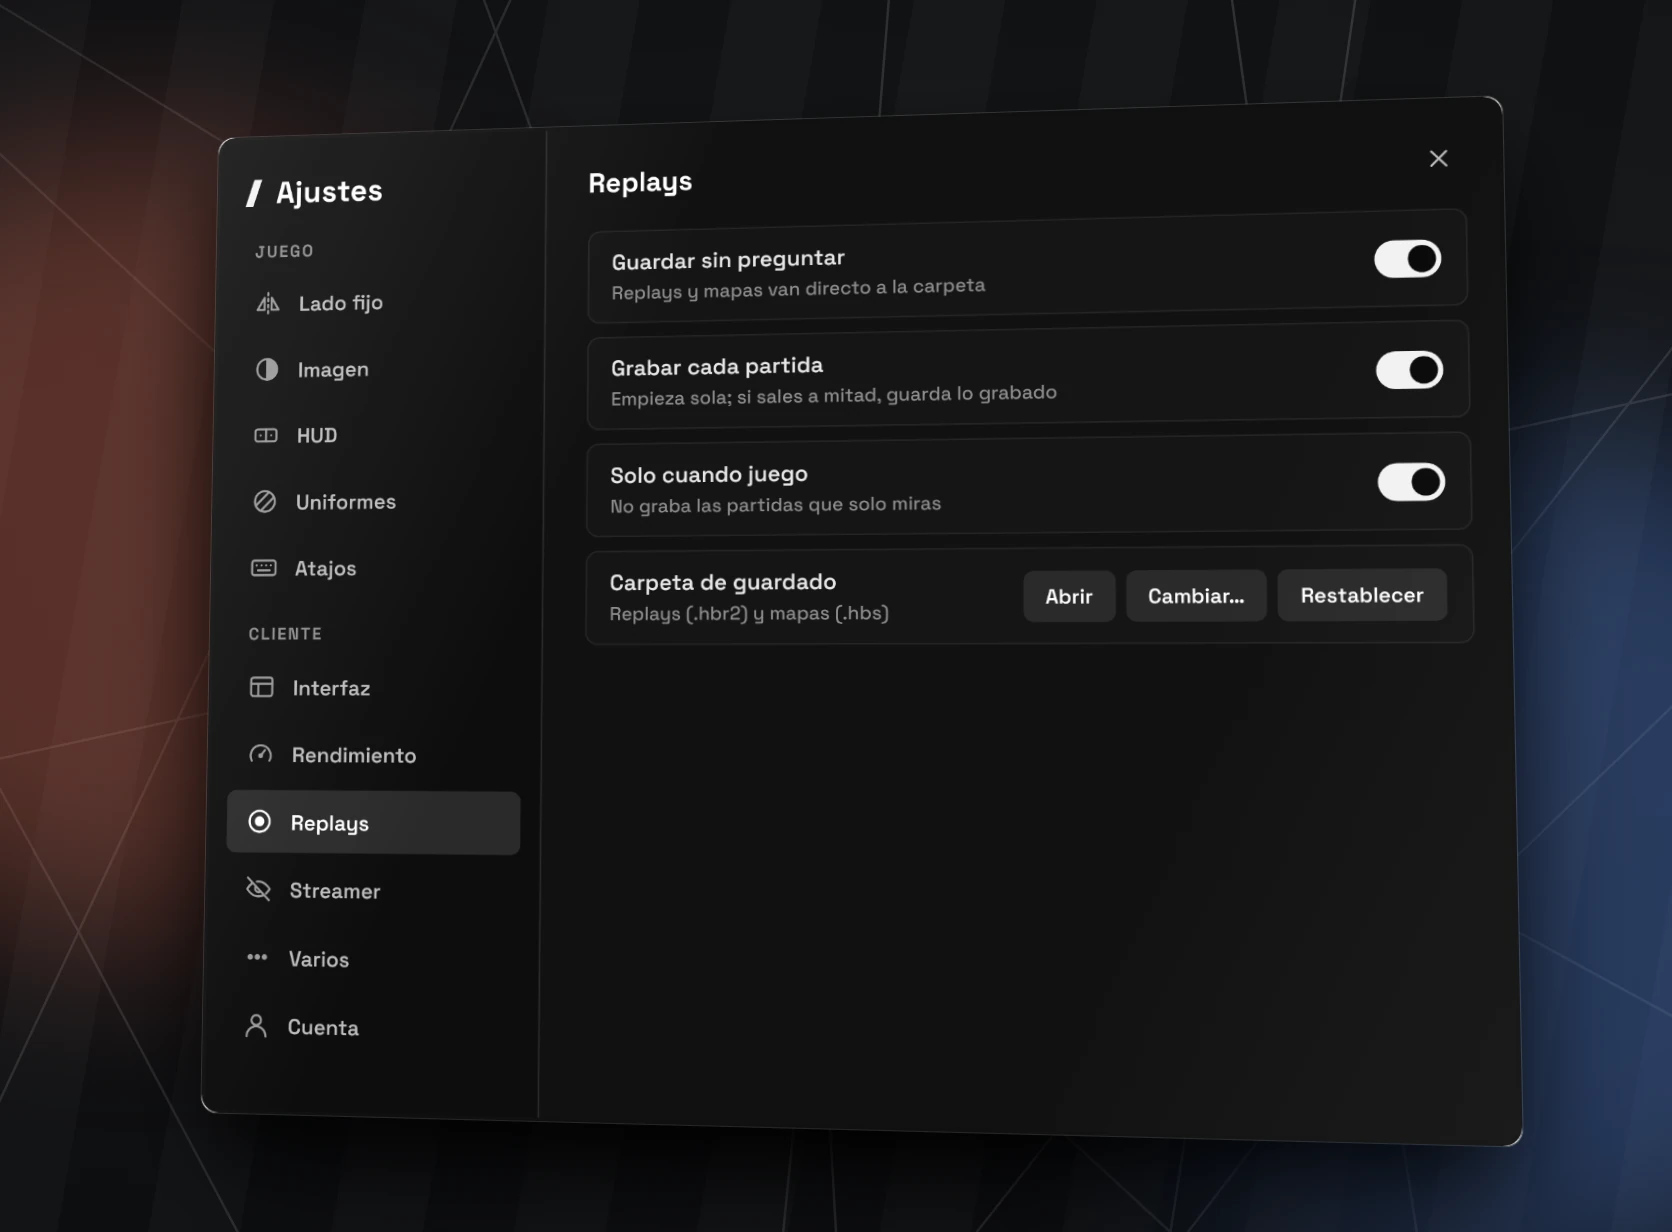 Ajustes
JUEGO
Lado fijo
Imagen
HUD
Uniformes
Atajos
CLIENTE
Interfaz
Rendimiento
Replays
Streamer
Varios
Cuenta
Replays
Guardar sin preguntar
Replays y mapas van directo a la carpeta
Grabar cada partida
Empieza sola; si sales a mitad, guarda lo grabado
Solo cuando juego
No graba las partidas que solo miras
Carpeta de guardado
Replays (.hbr2) y mapas (.hbs)
Abrir
Cambiar...
Restablecer